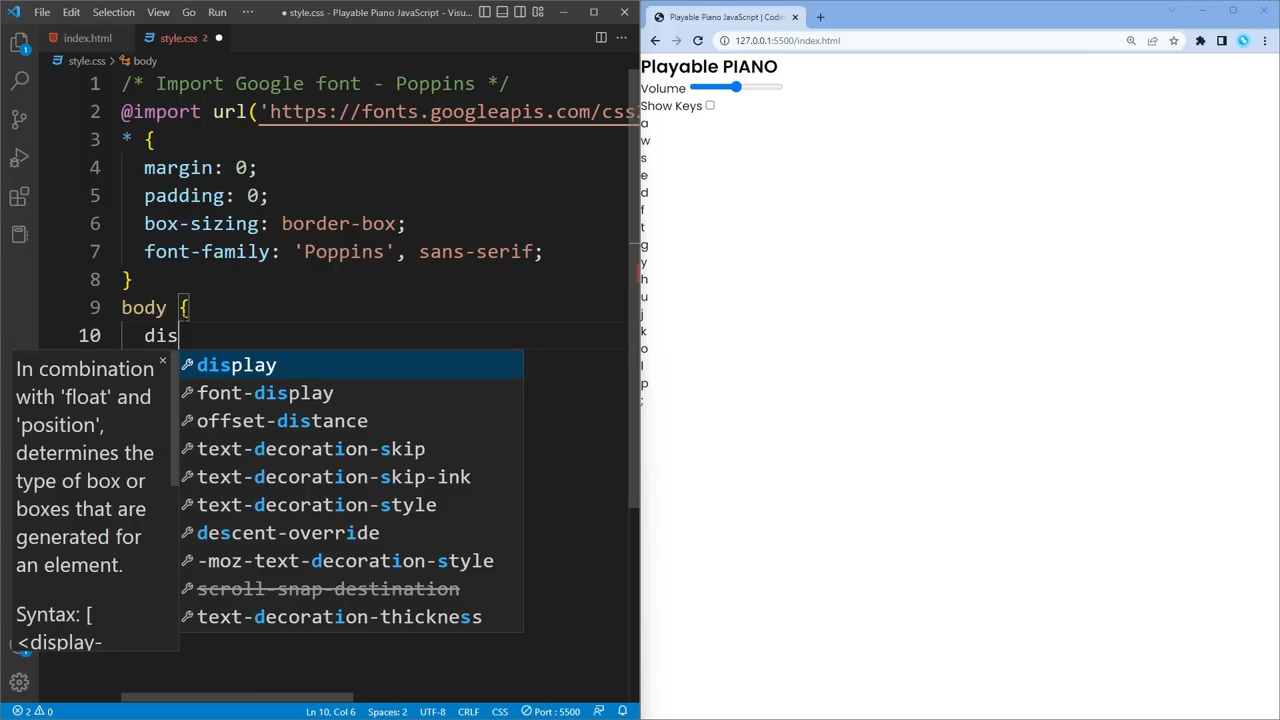 File Edit Selection View Go Run ··· ● style.css - Playable Piano JavaScript - Visu...
index.html
style.css 2 ●
style.css > body
1 /* Import Google font - Poppins */
2 @import url('https://fonts.googleapis.com/css
3 * {
4 margin: 0;
5 padding: 0;
6 box-sizing: border-box;
7 font-family: 'Poppins', sans-serif;
8 }
9 body {
10 dis
In combination
with 'float' and
'position',
determines the
type of box or
boxes that are
generated for
an element.
Syntax: [
<display-
display
font-display
offset-distance
text-decoration-skip
text-decoration-skip-ink
text-decoration-style
descent-override
-moz-text-decoration-style
scroll-snap-destination
text-decoration-thickness
2 0
Ln 10, Col 6 Spaces: 2 UTF-8 CRLF CSS Port : 5500
Playable Piano JavaScript | Codin
127.0.0.1:5500/index.html
Playable PIANO
Volume
Show Keys
a
w
s
e
d
f
t
g
y
h
u
j
k
o
l
p
;